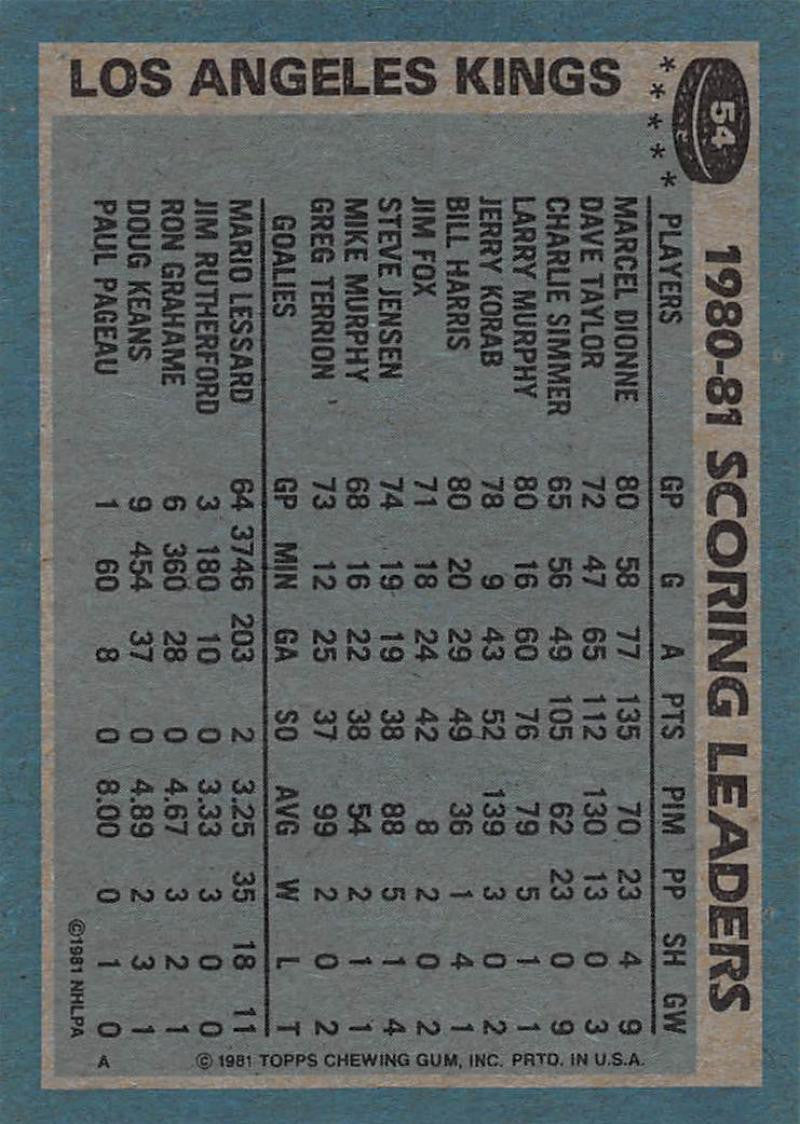 LOS ANGELES KINGS
★ ★ ★ ★ ★
54
1980-81 SCORING LEADERS
PLAYERS GP G A PTS PIM PP SH GW
MARCEL DIONNE 80 58 77 135 70 23 4 9
DAVE TAYLOR 72 47 65 112 130 13 0 3
CHARLIE SIMMER 65 56 49 105 62 23 0 9
LARRY MURPHY 80 16 60 76 79 5 1 1
JERRY KORAB 78 9 43 52 139 3 0 2
BILL HARRIS 80 20 29 49 36 1 4 1
JIM FOX 71 18 24 42 8 2 0 2
STEVE JENSEN 74 19 19 38 88 5 1 4
MIKE MURPHY 68 16 22 38 54 2 1 1
GREG TERRION 73 12 25 37 99 2 0 2
GOALIES GP MIN GA SO AVG W L T
MARIO LESSARD 64 3746 203 2 3.25 35 18 11
JIM RUTHERFORD 3 180 10 0 3.33 3 0 0
RON GRAHAME 6 360 28 0 4.67 3 2 1
DOUG KEANS 9 454 37 0 4.89 2 3 1
PAUL PAGEAU 1 60 8 0 8.00 0 1 0
©1981 NHLPA
A © 1981 TOPPS CHEWING GUM, INC. PRTD. IN U.S.A.